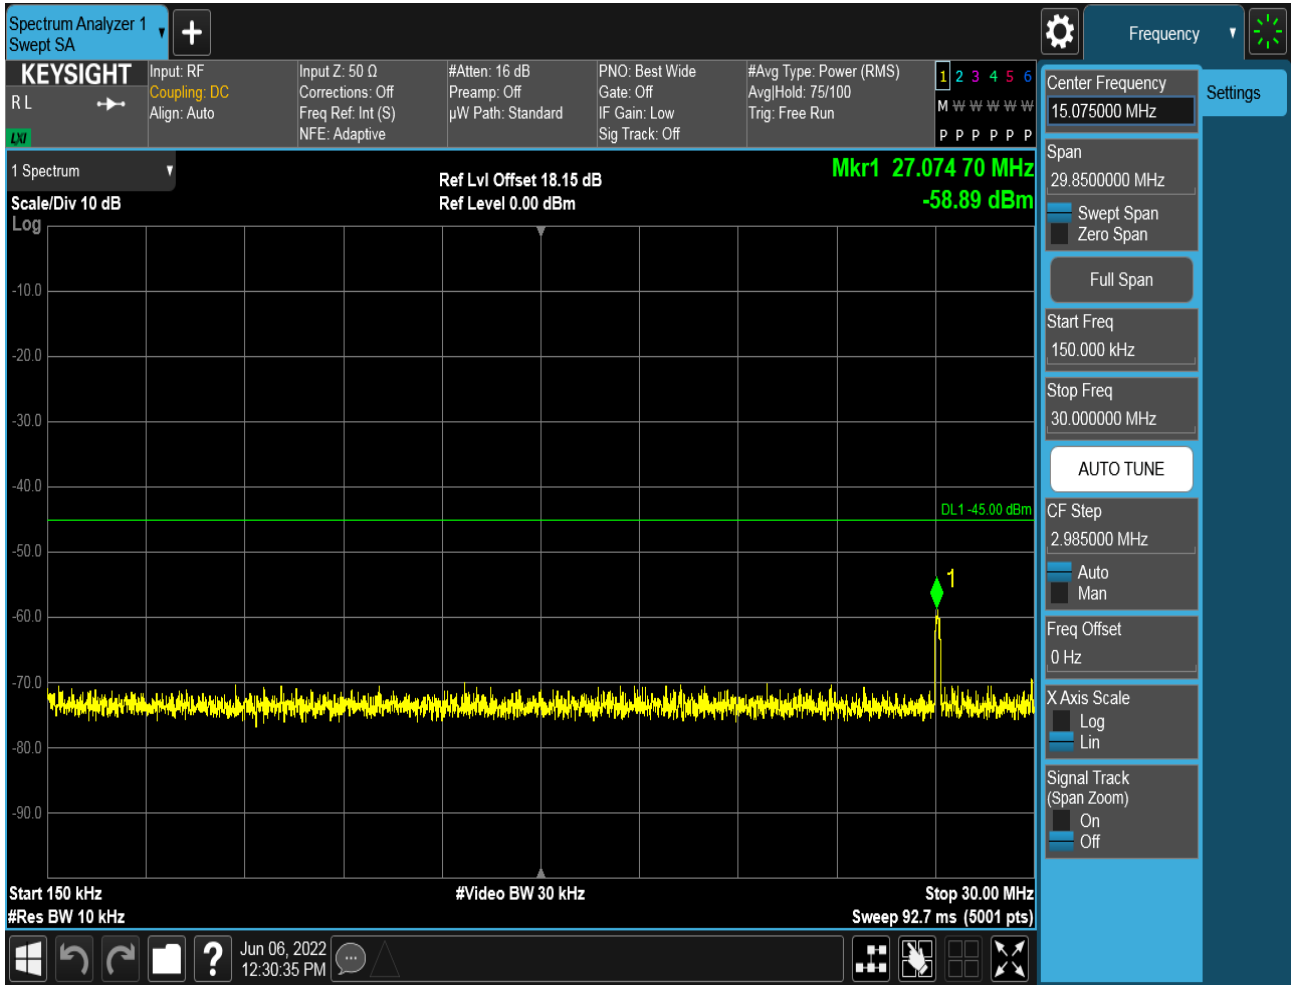 Spectrum Analyzer 1
Swept SA
Frequency
KEYSIGHT
R L
LXI
Input: RF
Coupling: DC
Align: Auto
Input Z: 50 Ω
Corrections: Off
Freq Ref: Int (S)
NFE: Adaptive
#Atten: 16 dB
Preamp: Off
µW Path: Standard
PNO: Best Wide
Gate: Off
IF Gain: Low
Sig Track: Off
#Avg Type: Power (RMS)
Avg|Hold: 75/100
Trig: Free Run
1 2 3 4 5 6
M W W W W W
P P P P P P
1 Spectrum
Scale/Div 10 dB
Log
Ref Lvl Offset 18.15 dB
Ref Level 0.00 dBm
Mkr1 27.074 70 MHz
-58.89 dBm
-10.0
-20.0
-30.0
-40.0
DL1 -45.00 dBm
-50.0
1
-60.0
-70.0
-80.0
-90.0
Start 150 kHz
#Res BW 10 kHz
#Video BW 30 kHz
Stop 30.00 MHz
Sweep 92.7 ms (5001 pts)
Center Frequency
15.075000 MHz
Settings
Span
29.8500000 MHz
Swept Span
Zero Span
Full Span
Start Freq
150.000 kHz
Stop Freq
30.000000 MHz
AUTO TUNE
CF Step
2.985000 MHz
Auto
Man
Freq Offset
0 Hz
X Axis Scale
Log
Lin
Signal Track
(Span Zoom)
On
Off
?
Jun 06, 2022
12:30:35 PM